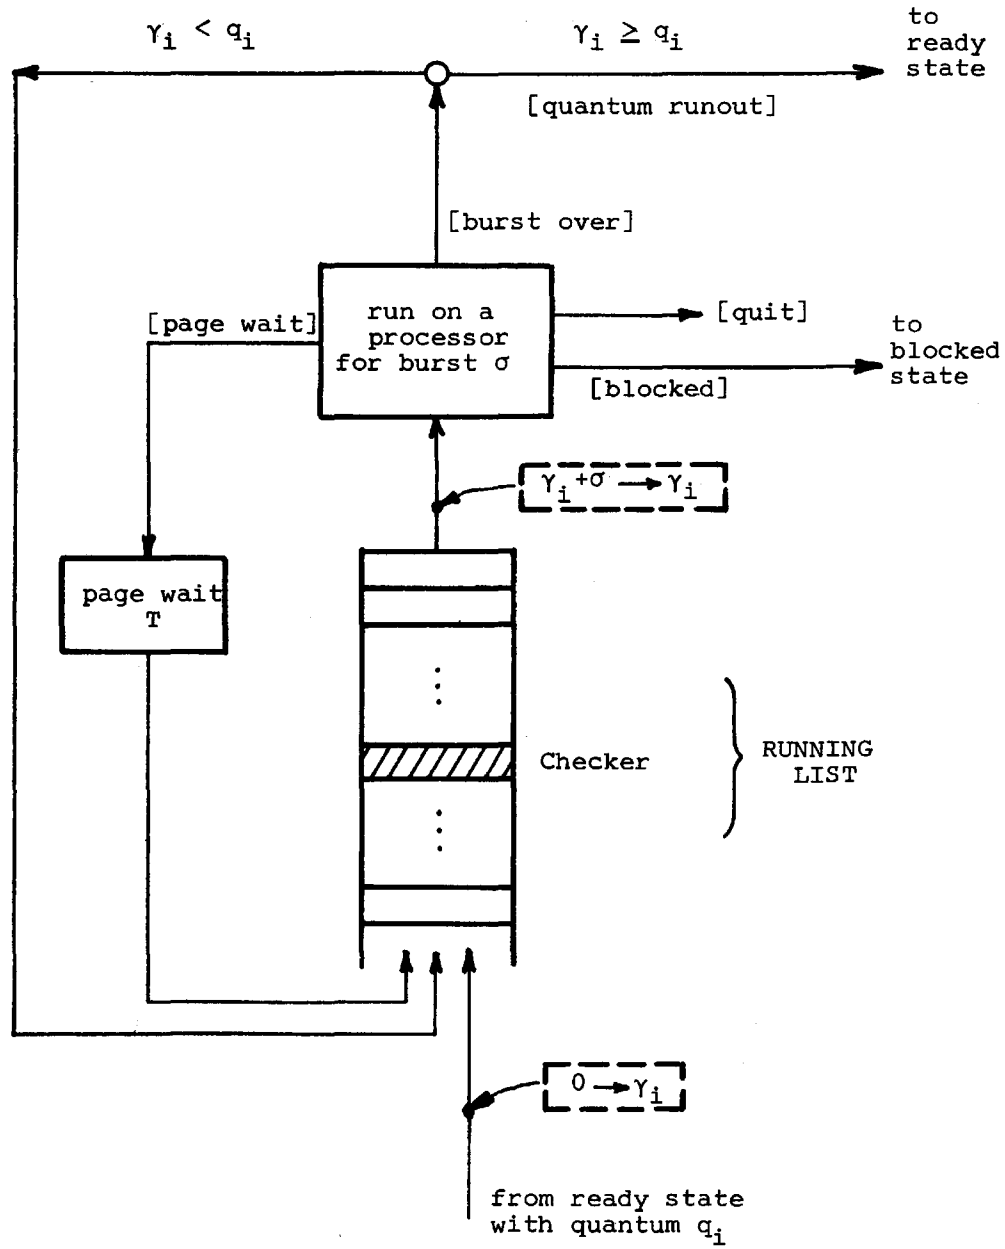 γi < qi
γi ≥ qi
to
ready
state
[quantum runout]
[burst over]
run on a
processor
for burst σ
[page wait]
[quit]
to
blocked
state
[blocked]
γi+σ → γi
page wait
T
Checker
RUNNING
LIST
0 → γi
from ready state
with quantum qi